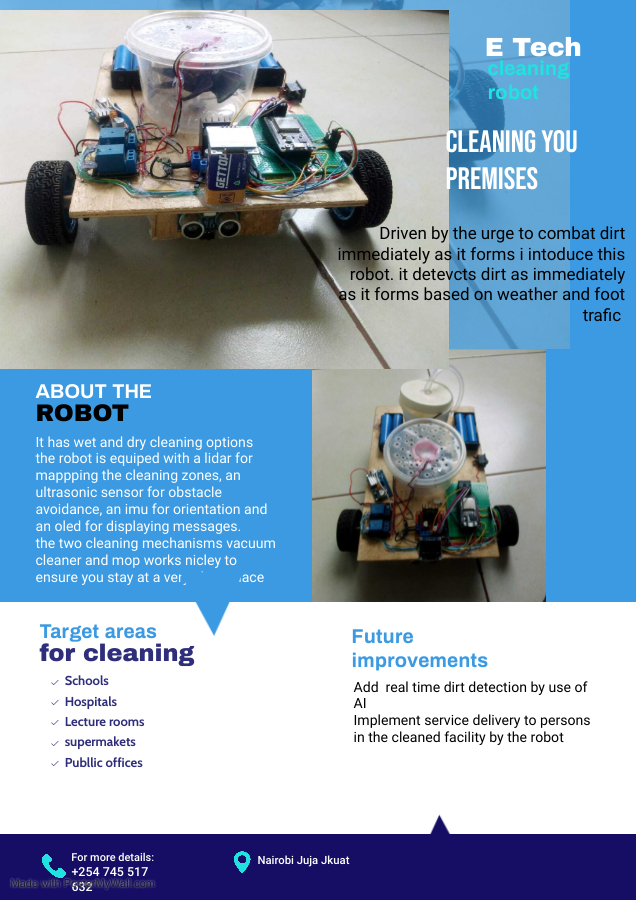 E Tech
cleaning
robot
CLEANING YOU
PREMISES
Driven by the urge to combat dirt
immediately as it forms i intoduce this
robot. it detevcts dirt as immediately
as it forms based on weather and foot
trafic
GETTOP
ABOUT THE
ROBOT
It has wet and dry cleaning options
the robot is equiped with a lidar for
mappping the cleaning zones, an
ultrasonic sensor for obstacle
avoidance, an imu for orientation and
an oled for displaying messages.
the two cleaning mechanisms vacuum
cleaner and mop works nicley to
ensure you stay at a
Target areas
for cleaning
Schools
Hospitals
Lecture rooms
supermakets
Publlic offices
Future
improvements
Add real time dirt detection by use of
AI
Implement service delivery to persons
in the cleaned facility by the robot
For more details:
+254 745 517
632
Nairobi Juja Jkuat
Made with PosterMyWall.com